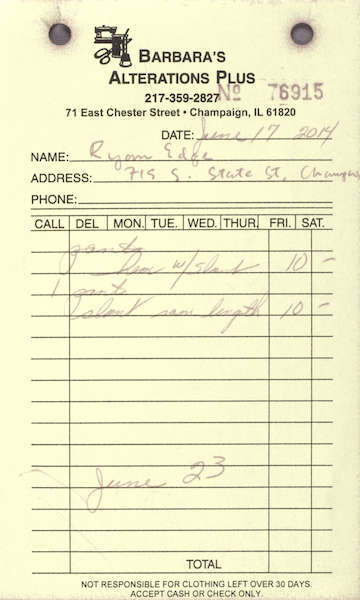 BARBARA'S
ALTERATIONS PLUS
217-359-2827 No 76915
71 East Chester Street • Champaign, IL 61820
DATE: June 17 2014
NAME: Ryan Edge
ADDRESS: 715 S. State St, Champaign
PHONE:
CALL DEL MON. TUE. WED. THUR. FRI. SAT.
pants
w/slant 10 -
1 pants
slant same length 10 -
June 23
TOTAL
NOT RESPONSIBLE FOR CLOTHING LEFT OVER 30 DAYS.
ACCEPT CASH OR CHECK ONLY.